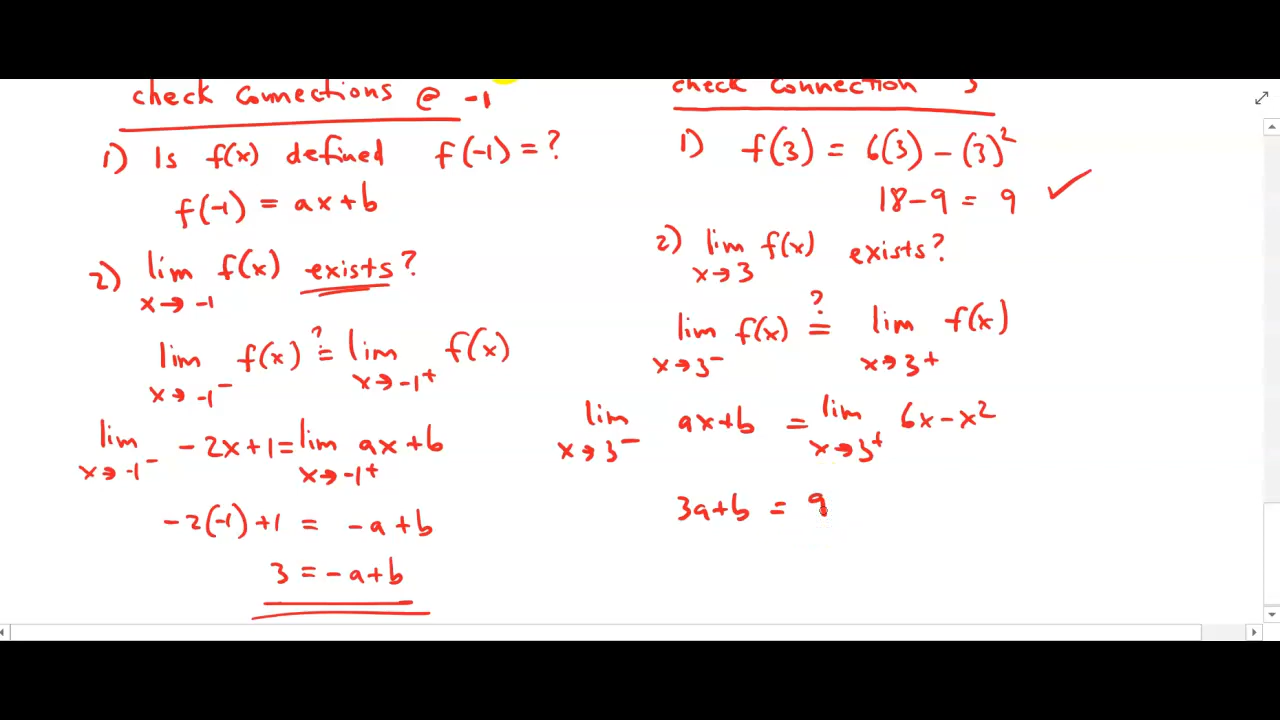 check connections @ -1
1) Is f(x) defined f(-1) = ?
f(-1) = ax+b
2) lim f(x) exists?
x→-1
lim f(x) ?= lim f(x)
x→-1⁻ x→-1⁺
lim -2x+1 = lim ax+b
x→-1⁻ x→-1⁺
-2(-1)+1 = -a+b
3 = -a+b
check connection 3
1) f(3) = 6(3) - (3)²
18-9 = 9 ✓
2) lim f(x) exists?
x→3
lim f(x) ?= lim f(x)
x→3⁻ x→3⁺
lim ax+b = lim 6x-x²
x→3⁻ x→3⁺
3a+b = 9